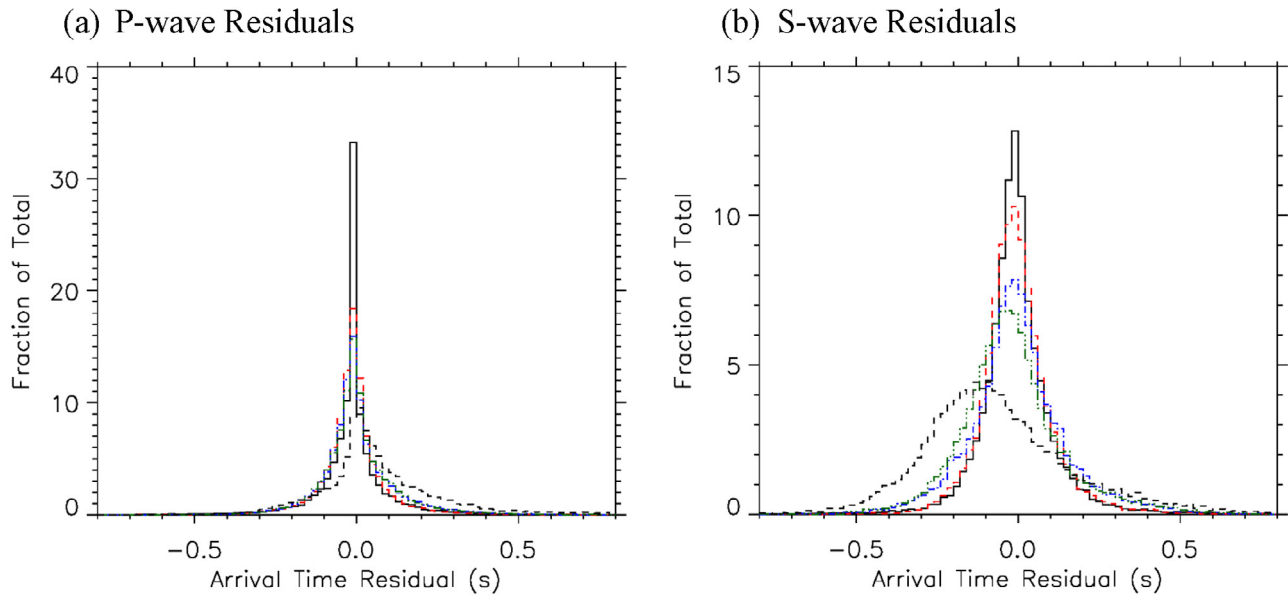 (a) P-wave Residuals
40
30
20
10
0
Fraction of Total
-0.5 0.0 0.5
Arrival Time Residual (s)
(b) S-wave Residuals
15
10
5
0
Fraction of Total
-0.5 0.0 0.5
Arrival Time Residual (s)